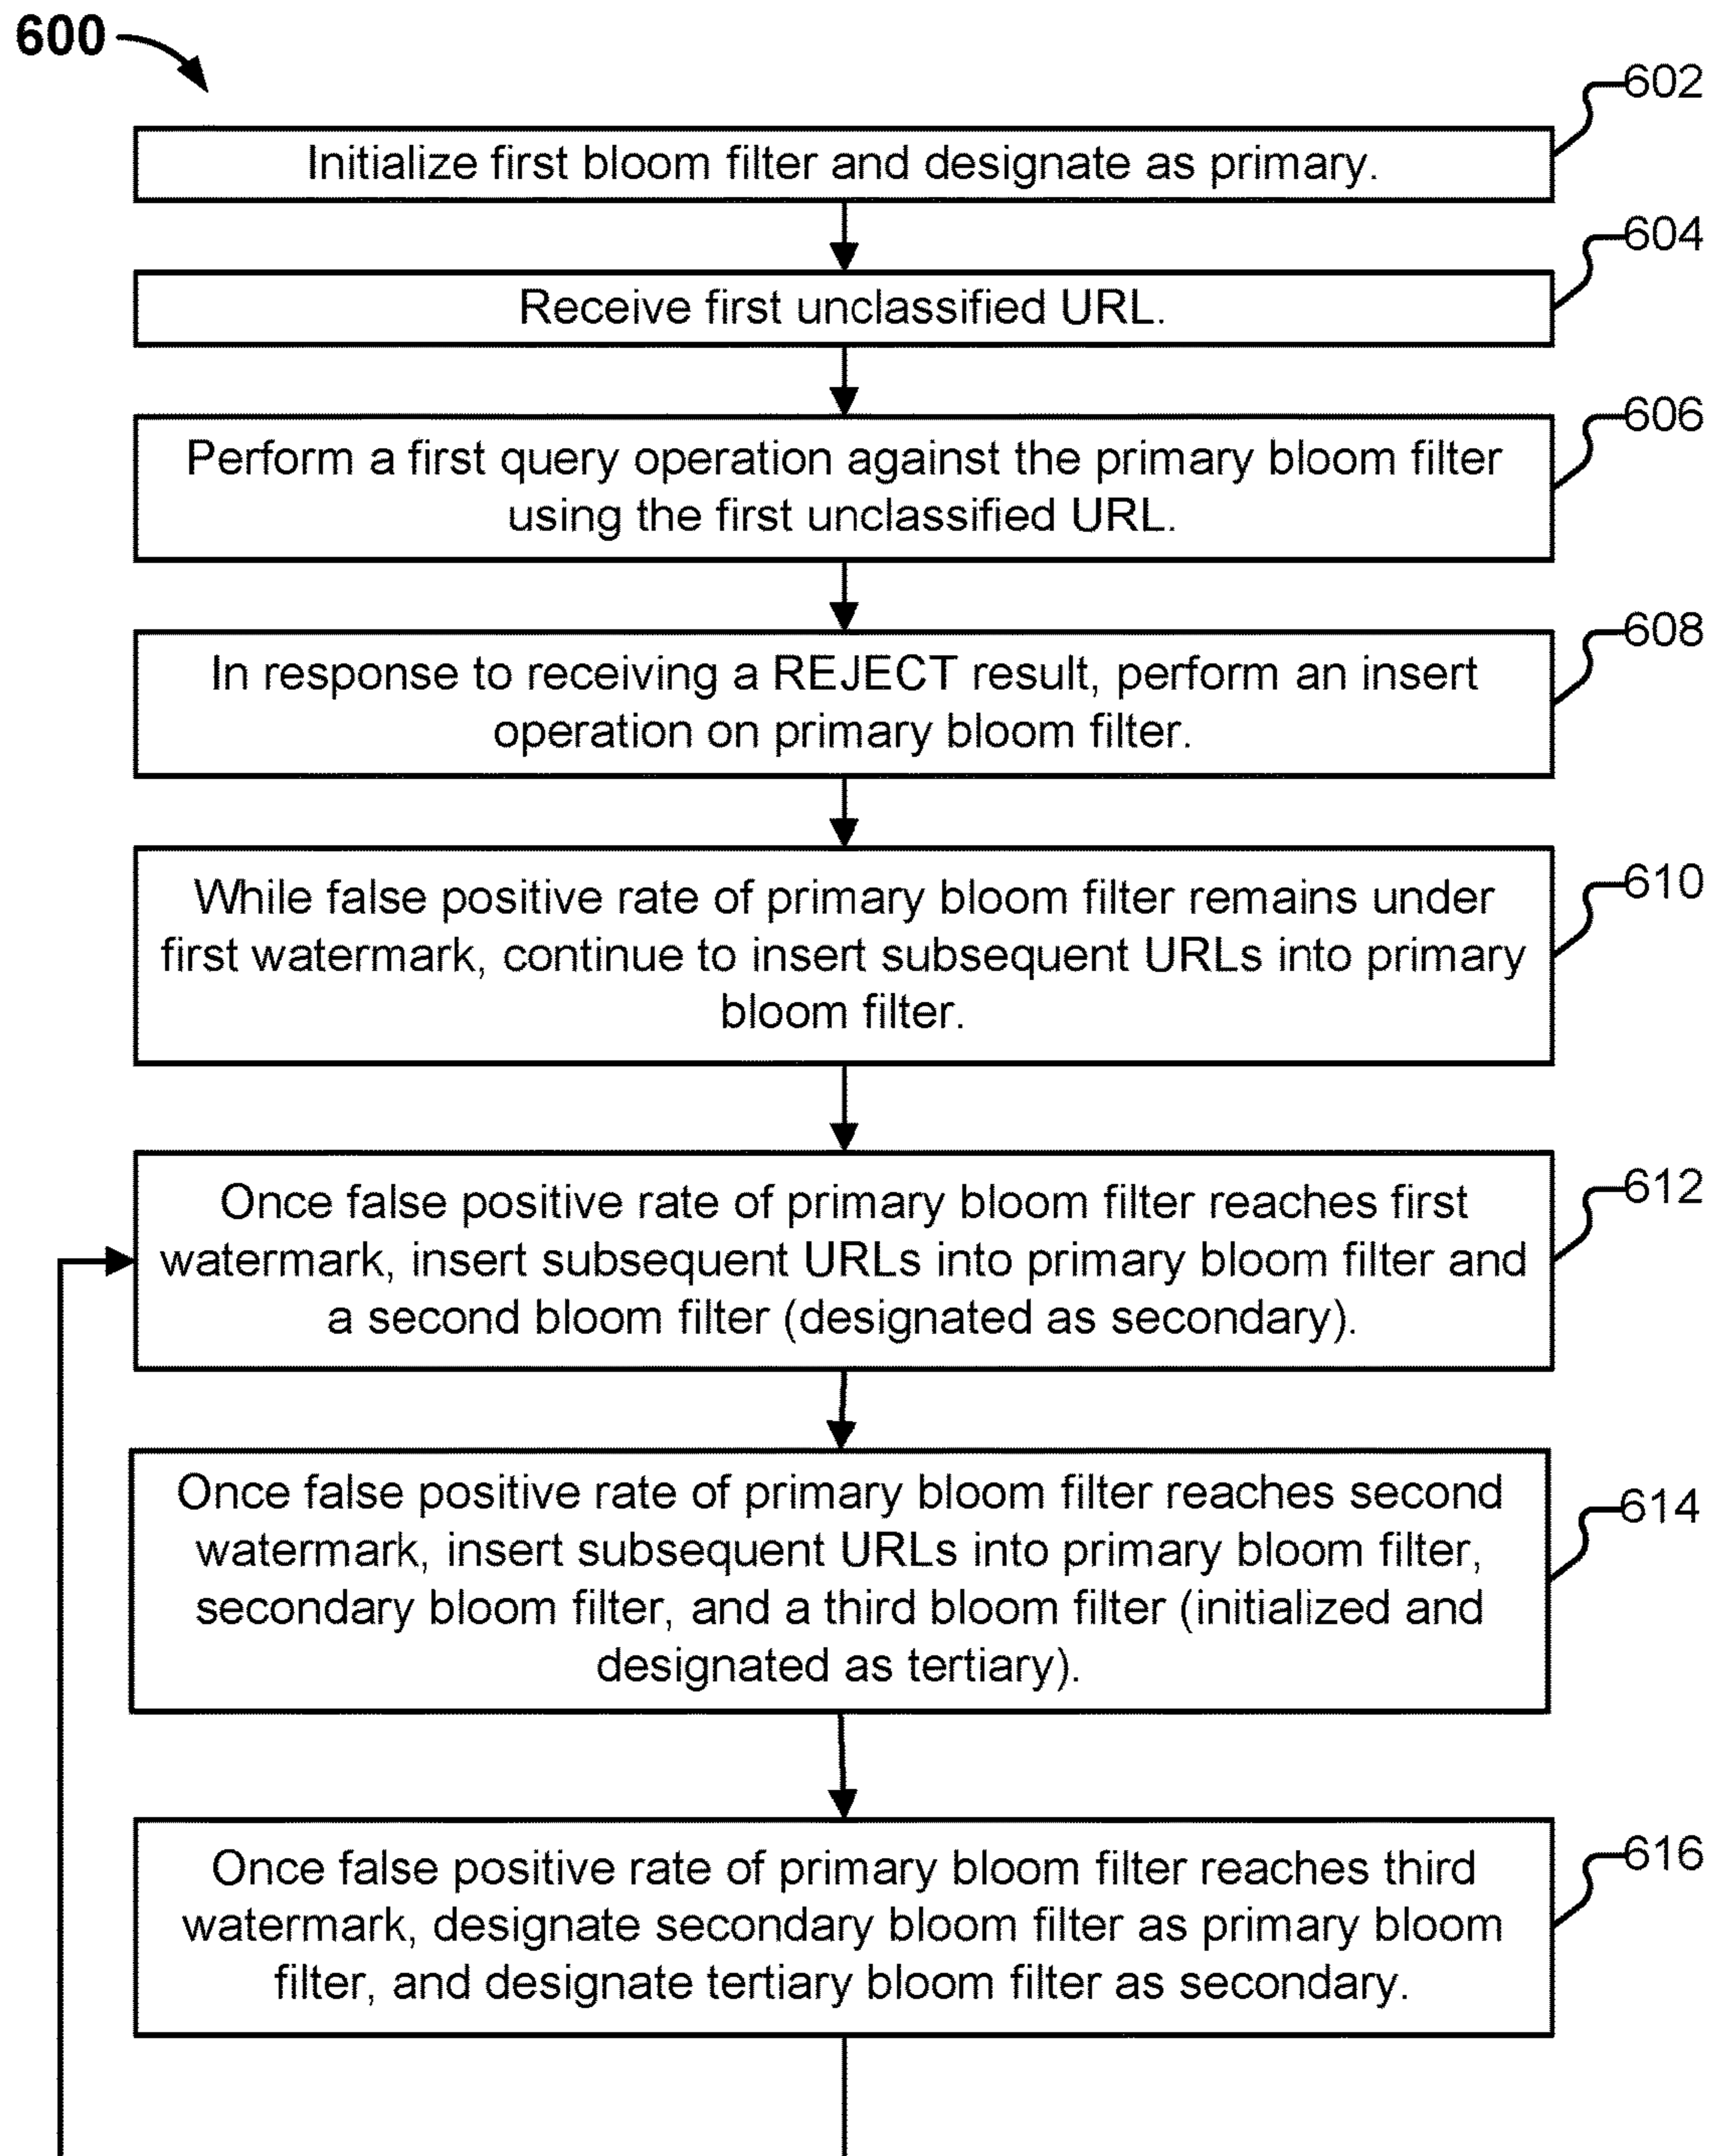 600
602
Initialize first bloom filter and designate as primary.
604
Receive first unclassified URL.
606
Perform a first query operation against the primary bloom filter
using the first unclassified URL.
608
In response to receiving a REJECT result, perform an insert
operation on primary bloom filter.
610
While false positive rate of primary bloom filter remains under
first watermark, continue to insert subsequent URLs into primary
bloom filter.
612
Once false positive rate of primary bloom filter reaches first
watermark, insert subsequent URLs into primary bloom filter and
a second bloom filter (designated as secondary).
614
Once false positive rate of primary bloom filter reaches second
watermark, insert subsequent URLs into primary bloom filter,
secondary bloom filter, and a third bloom filter (initialized and
designated as tertiary).
616
Once false positive rate of primary bloom filter reaches third
watermark, designate secondary bloom filter as primary bloom
filter, and designate tertiary bloom filter as secondary.